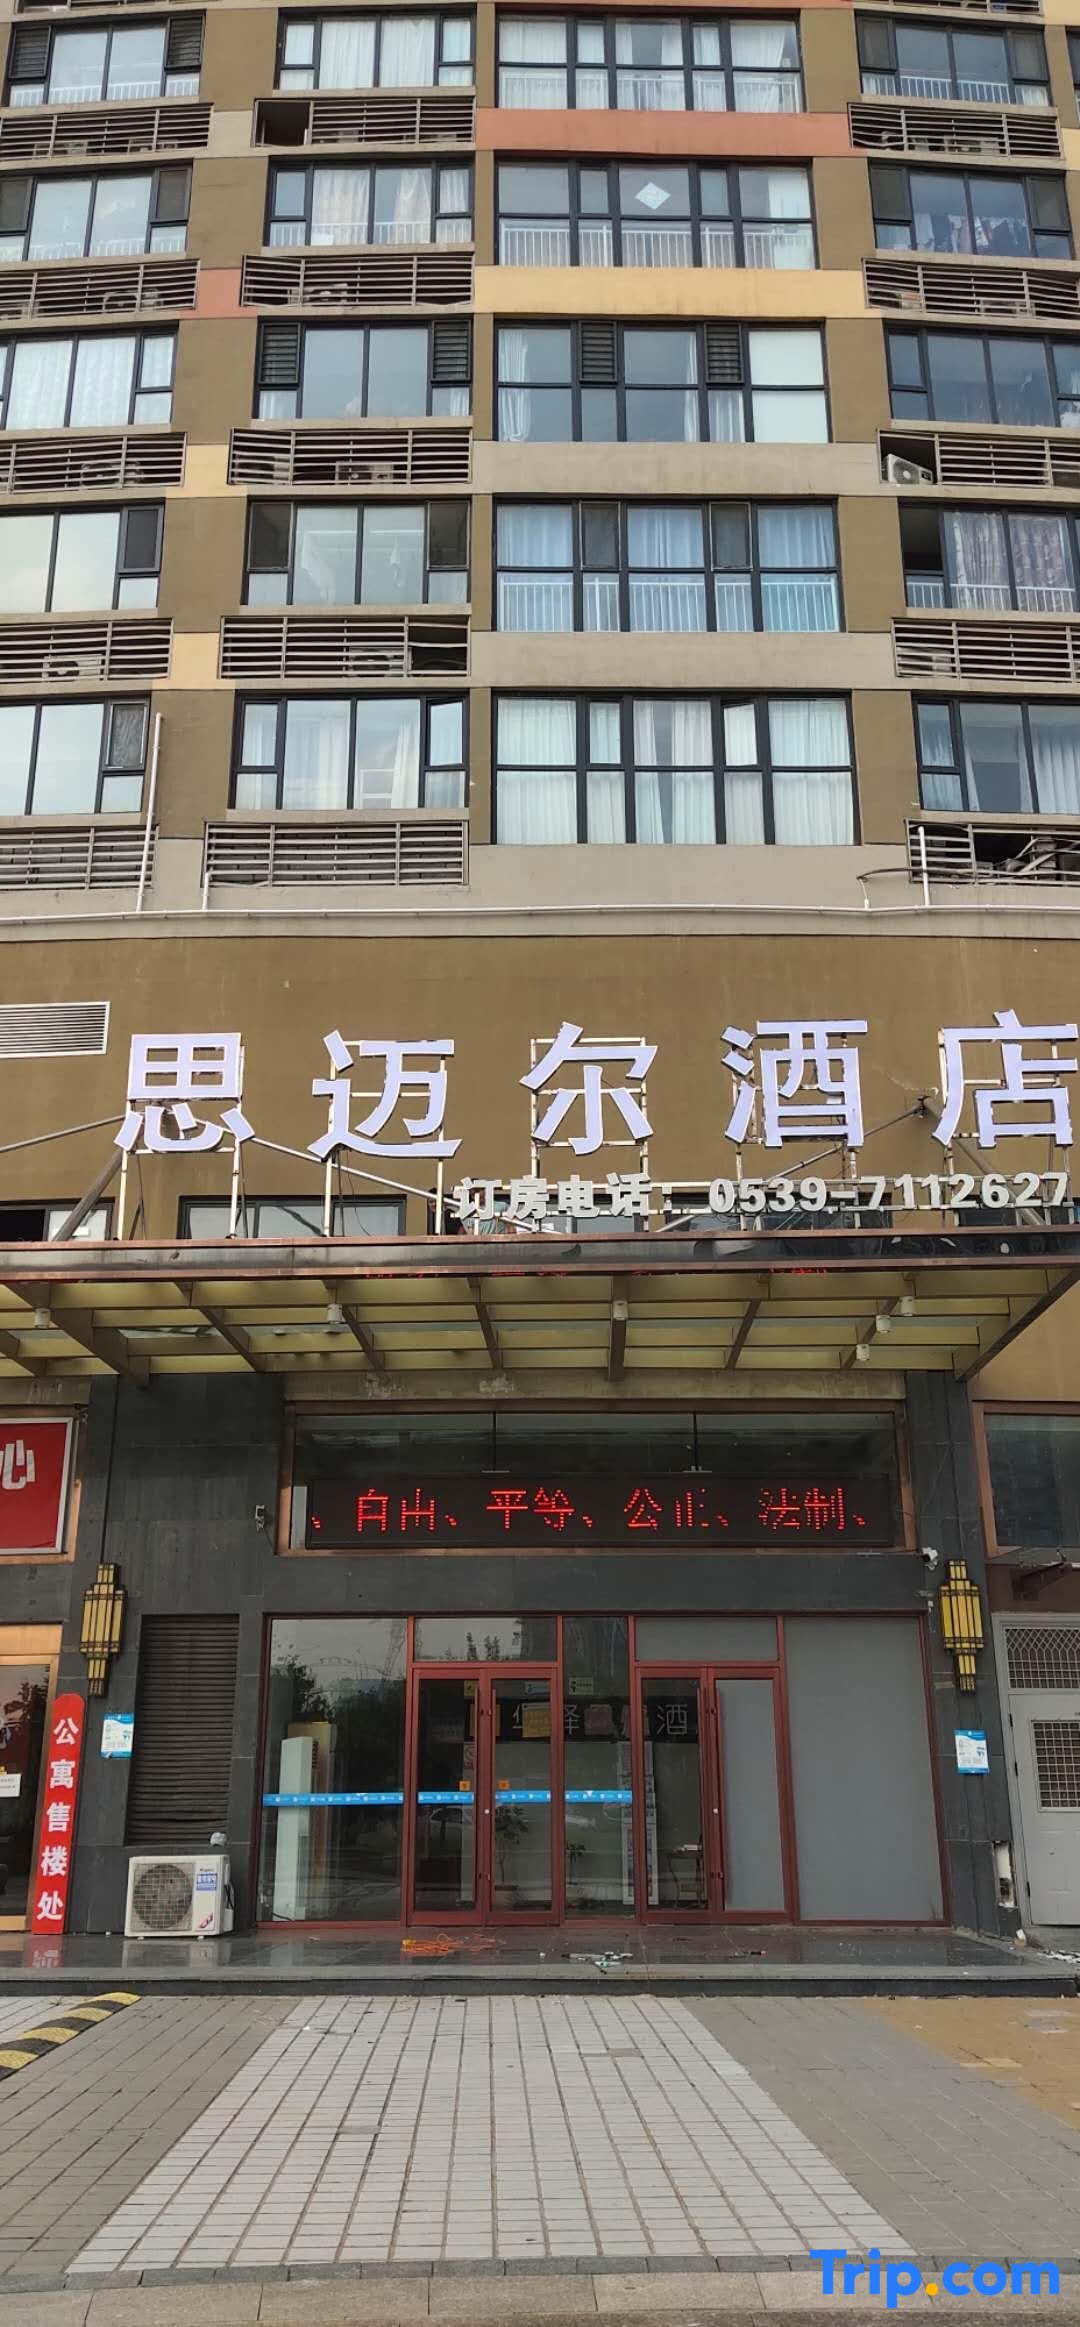 思迈尔酒店
订房电话：0539-7112627
心
、自由、平等、公正、法制、
公寓售楼处
Trip.com